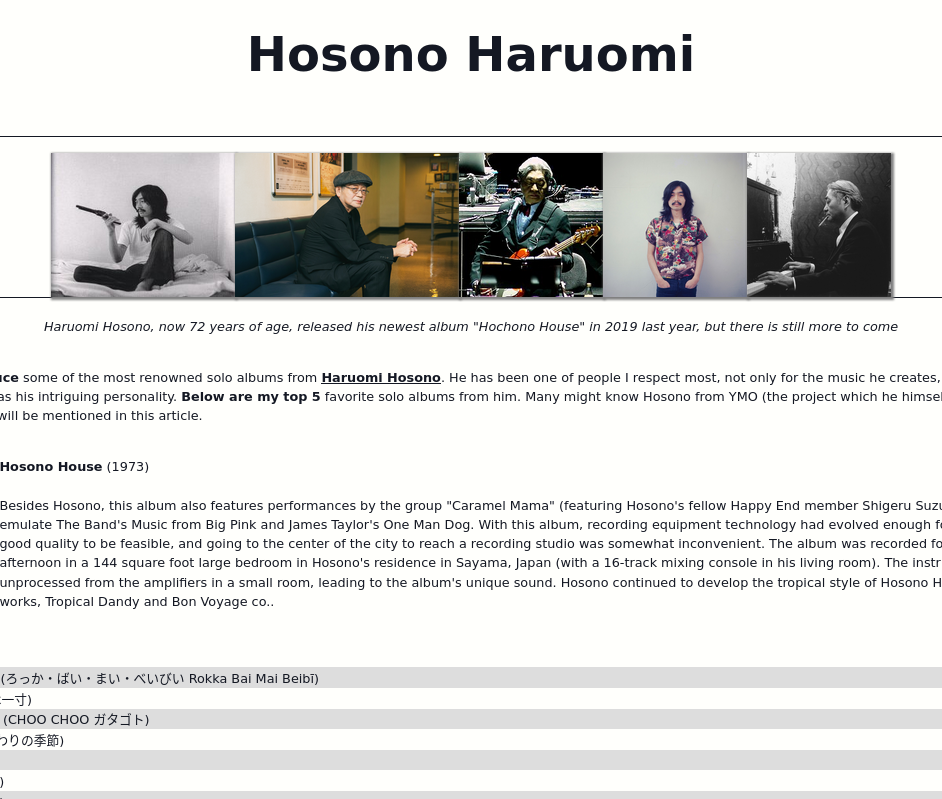 Hosono Haruomi
Haruomi Hosono, now 72 years of age, released his newest album "Hochono House" in 2019 last year, but there is still more to come
some of the most renowned solo albums from Haruomi Hosono. He has been one of people I respect most, not only for the music he creates,
as his intriguing personality. Below are my top 5 favorite solo albums from him. Many might know Hosono from YMO (the project which he
will be mentioned in this article.
Hosono House (1973)
Besides Hosono, this album also features performances by the group "Caramel Mama" (featuring Hosono's fellow Happy End member Shigeru
emulate The Band's Music from Big Pink and James Taylor's One Man Dog. With this album, recording equipment technology had evolved enough
good quality to be feasible, and going to the center of the city to reach a recording studio was somewhat inconvenient. The album was recorded
afternoon in a 144 square foot large bedroom in Hosono's residence in Sayama, Japan (with a 16-track mixing console in his living room). The
unprocessed from the amplifiers in a small room, leading to the album's unique sound. Hosono continued to develop the tropical style of Hosono
works, Tropical Dandy and Bon Voyage co..
(ろっか・ばい・まい・べいびい Rokka Bai Mai Beibī)
一寸)
(CHOO CHOO ガタゴト)
わりの季節)
)